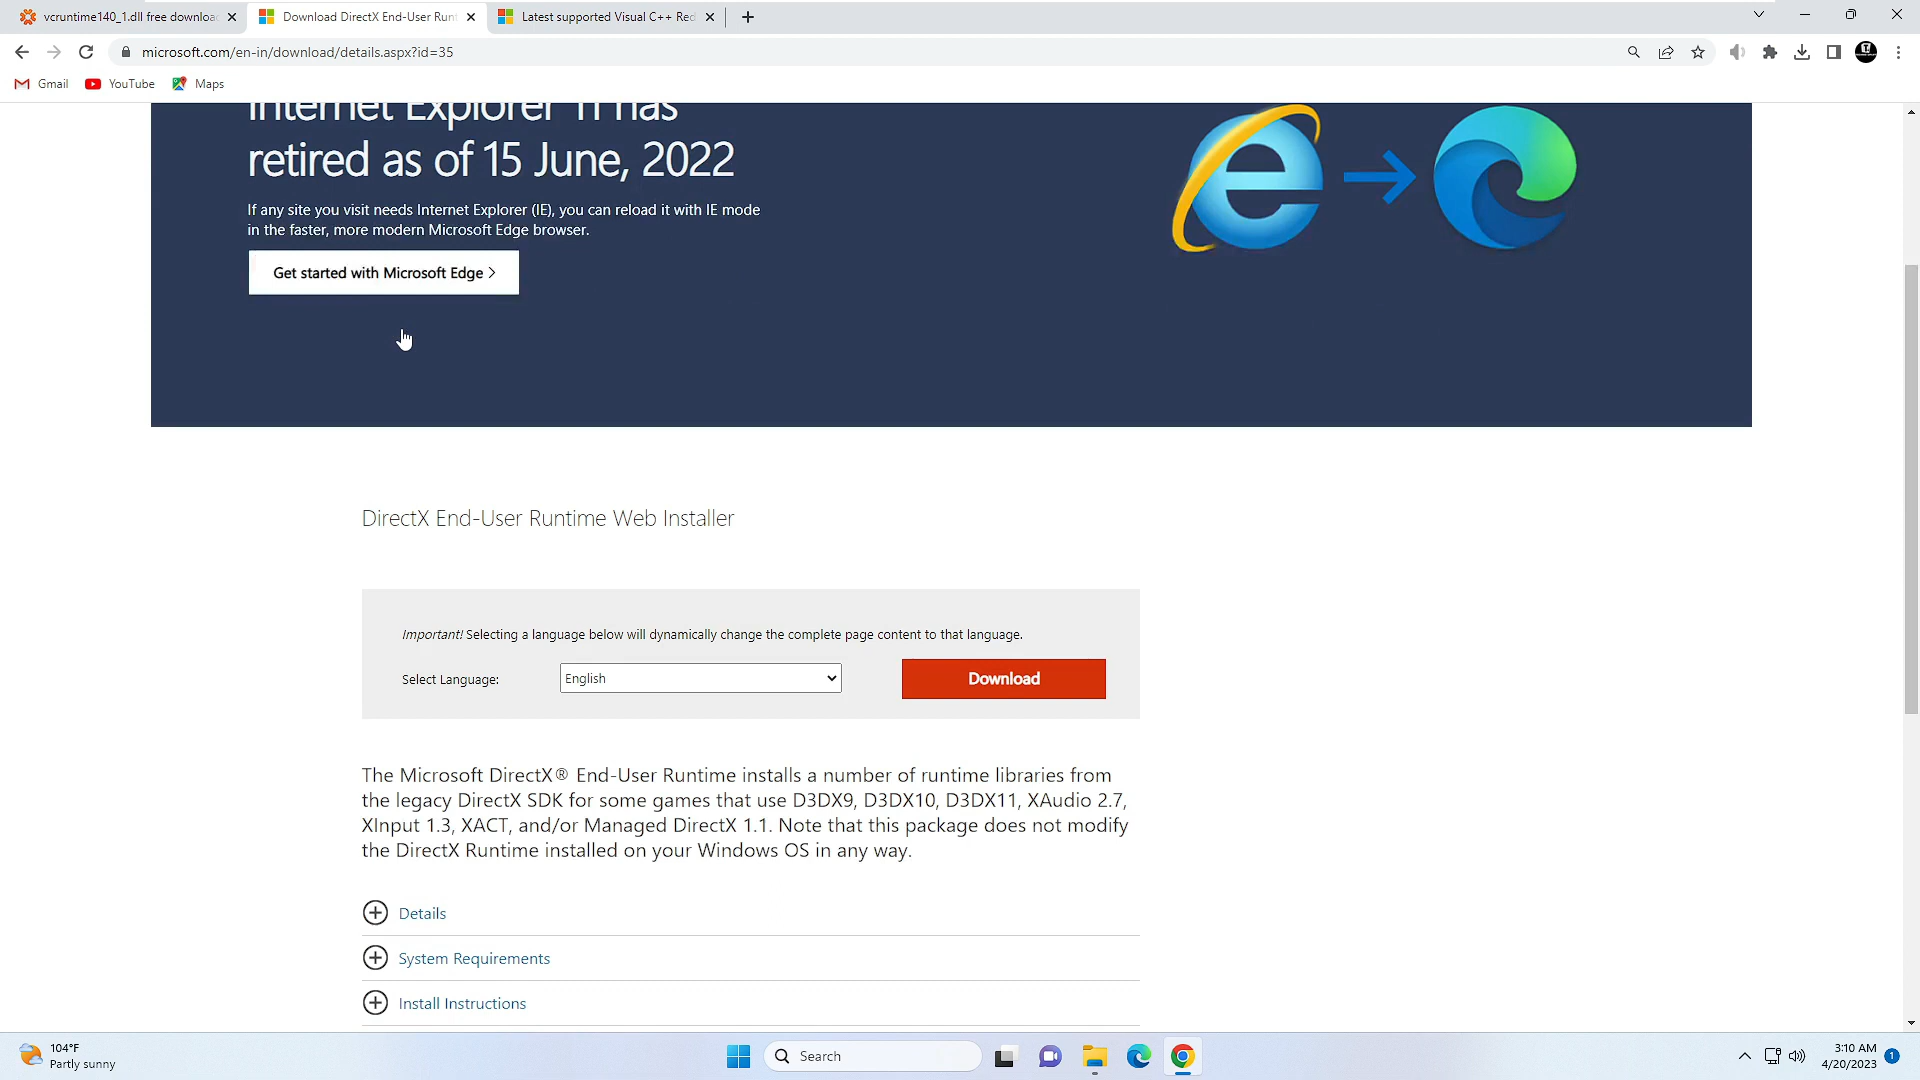 vcruntime140_1.dll free downloa
Download DirectX End-User Runt
Latest supported Visual C++ Red
microsoft.com/en-in/download/details.aspx?id=35
Gmail
YouTube
Maps
Internet Explorer 11 has
retired as of 15 June, 2022
If any site you visit needs Internet Explorer (IE), you can reload it with IE mode
in the faster, more modern Microsoft Edge browser.
Get started with Microsoft Edge >
DirectX End-User Runtime Web Installer
Important! Selecting a language below will dynamically change the complete page content to that language.
Select Language:
English
Download
The Microsoft DirectX® End-User Runtime installs a number of runtime libraries from
the legacy DirectX SDK for some games that use D3DX9, D3DX10, D3DX11, XAudio 2.7,
XInput 1.3, XACT, and/or Managed DirectX 1.1. Note that this package does not modify
the DirectX Runtime installed on your Windows OS in any way.
Details
System Requirements
Install Instructions
104°F
Partly sunny
Search
3:10 AM
4/20/2023
1